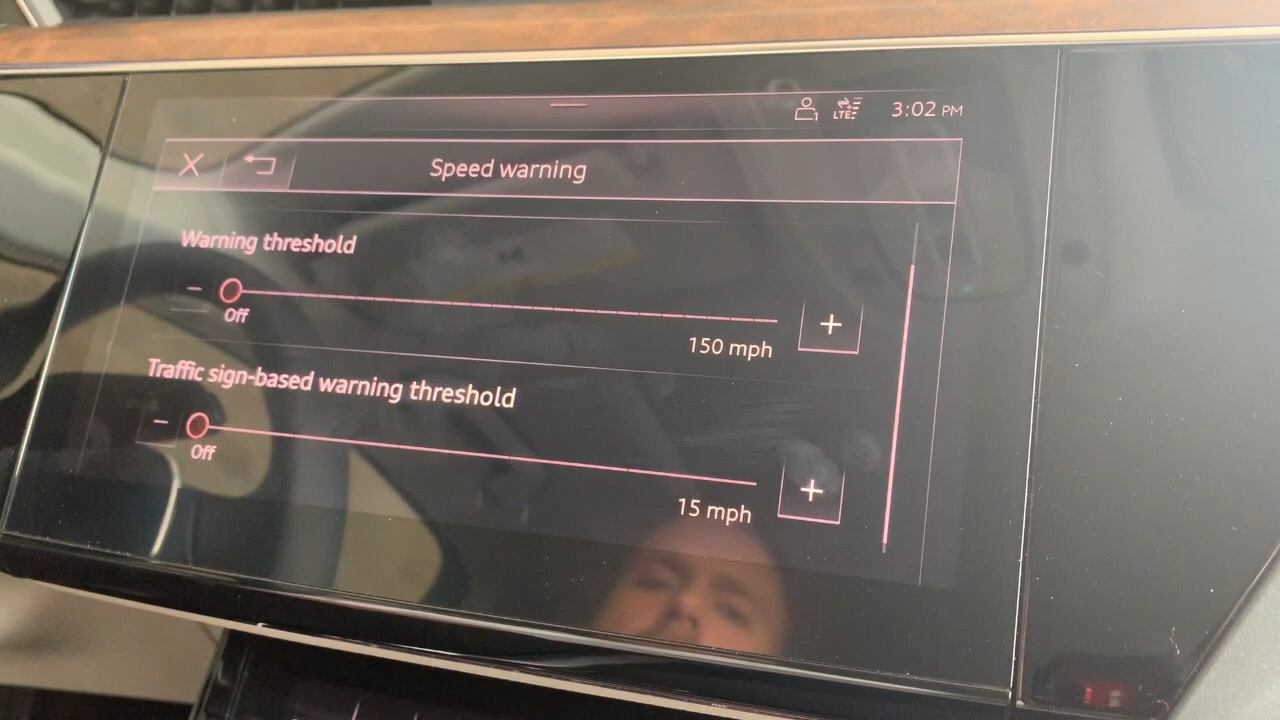 1 LTE 3:02 PM
Speed warning
Warning threshold
Off
150 mph
Traffic sign-based warning threshold
Off
15 mph